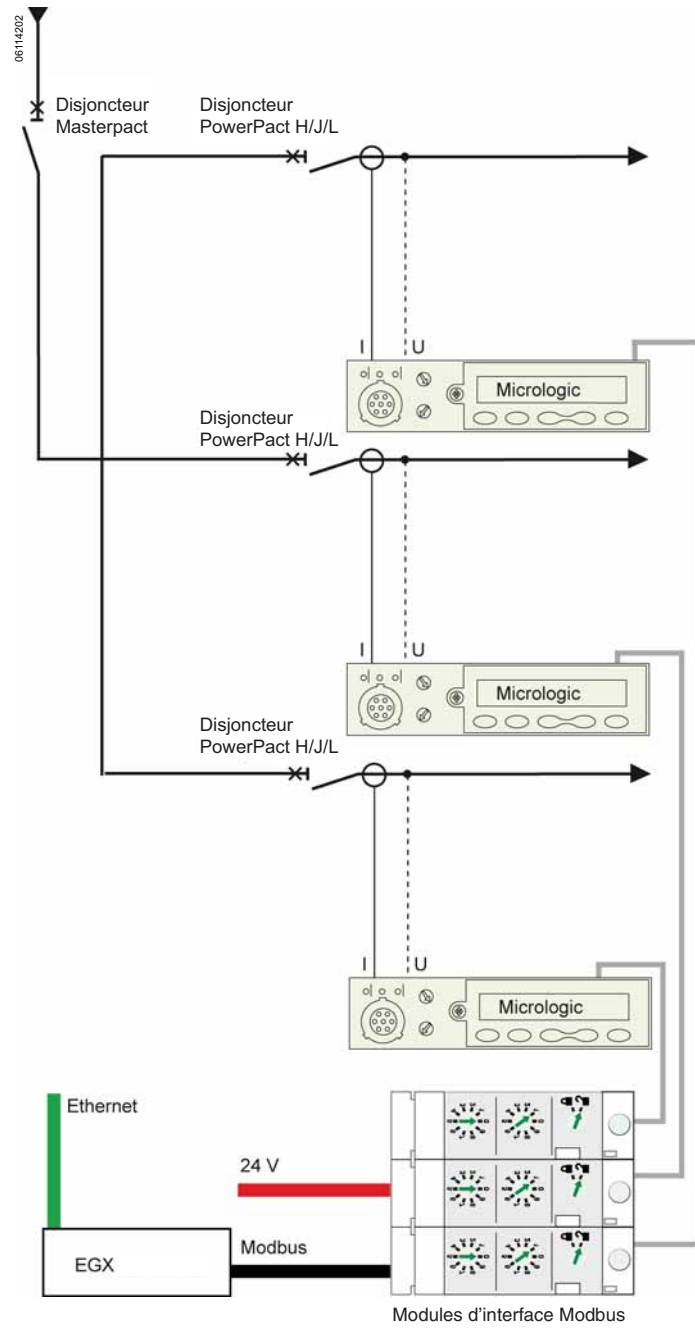 06114202
Disjoncteur
Masterpact
Disjoncteur
PowerPact H/J/L
I U
Micrologic
Disjoncteur
PowerPact H/J/L
I U
Micrologic
Disjoncteur
PowerPact H/J/L
I U
Micrologic
Ethernet
24 V
Modbus
EGX
Modules d'interface Modbus